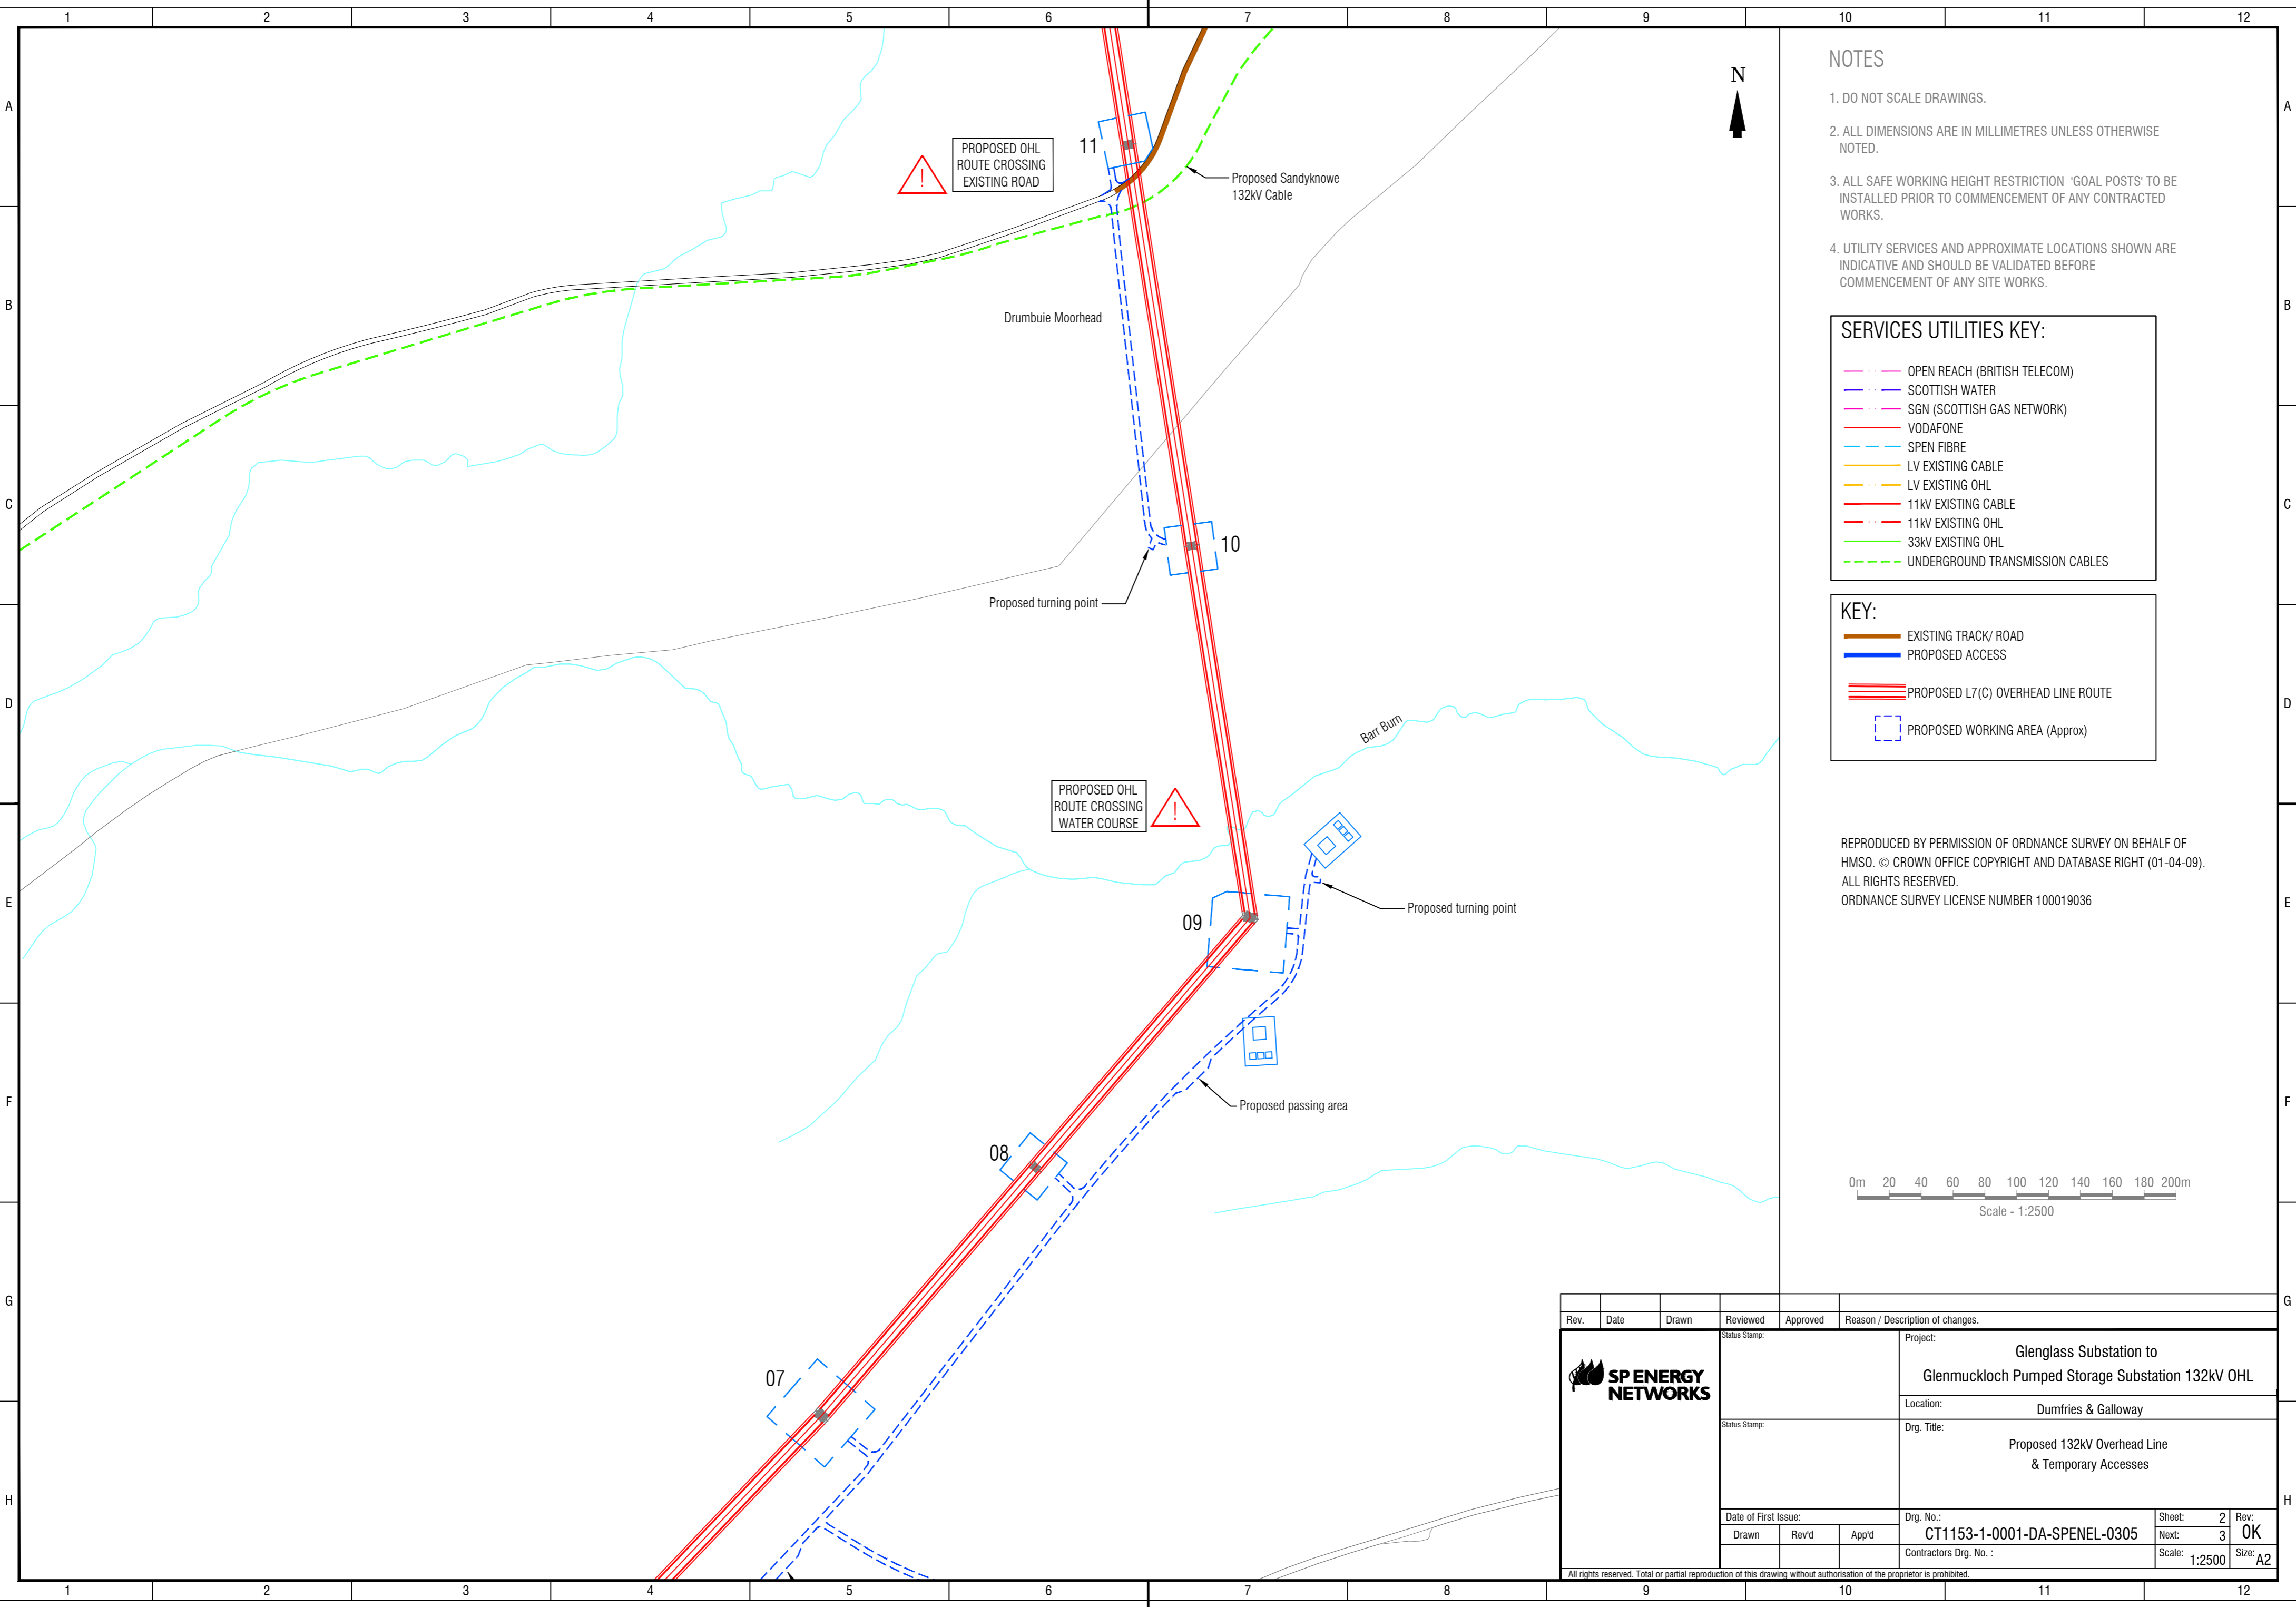 1 2 3 4 5 6 7 8 9 10 11 12
A A
B B
C C
D D
E E
F F
G G
H H
N
11
PROPOSED OHL
ROUTE CROSSING
EXISTING ROAD
!
Proposed Sandyknowe
132kV Cable
Drumbuie Moorhead
10
Proposed turning point
Barr Burn
PROPOSED OHL
ROUTE CROSSING
WATER COURSE
!
09
Proposed turning point
Proposed passing area
08
07
NOTES
1. DO NOT SCALE DRAWINGS.
2. ALL DIMENSIONS ARE IN MILLIMETRES UNLESS OTHERWISE
NOTED.
3. ALL SAFE WORKING HEIGHT RESTRICTION 'GOAL POSTS' TO BE
INSTALLED PRIOR TO COMMENCEMENT OF ANY CONTRACTED
WORKS.
4. UTILITY SERVICES AND APPROXIMATE LOCATIONS SHOWN ARE
INDICATIVE AND SHOULD BE VALIDATED BEFORE
COMMENCEMENT OF ANY SITE WORKS.
SERVICES UTILITIES KEY:
OPEN REACH (BRITISH TELECOM)
SCOTTISH WATER
SGN (SCOTTISH GAS NETWORK)
VODAFONE
SPEN FIBRE
LV EXISTING CABLE
LV EXISTING OHL
11kV EXISTING CABLE
11kV EXISTING OHL
33kV EXISTING OHL
UNDERGROUND TRANSMISSION CABLES
KEY:
EXISTING TRACK/ ROAD
PROPOSED ACCESS
PROPOSED L7(C) OVERHEAD LINE ROUTE
PROPOSED WORKING AREA (Approx)
REPRODUCED BY PERMISSION OF ORDNANCE SURVEY ON BEHALF OF
HMSO. © CROWN OFFICE COPYRIGHT AND DATABASE RIGHT (01-04-09).
ALL RIGHTS RESERVED.
ORDNANCE SURVEY LICENSE NUMBER 100019036
0m 20 40 60 80 100 120 140 160 180 200m
Scale - 1:2500
Rev. Date Drawn Reviewed Approved Reason / Description of changes.
SP ENERGY
NETWORKS
Status Stamp:
Status Stamp:
Project:
Glenglass Substation to
Glenmuckloch Pumped Storage Substation 132kV OHL
Location: Dumfries & Galloway
Drg. Title:
Proposed 132kV Overhead Line
& Temporary Accesses
Date of First Issue:
Drawn Rev'd App'd
Drg. No.:
CT1153-1-0001-DA-SPENEL-0305
Sheet: 2
Next: 3
Rev:
0K
Contractors Drg. No. :
Scale: 1:2500
Size: A2
All rights reserved. Total or partial reproduction of this drawing without authorisation of the proprietor is prohibited.
1 2 3 4 5 6 7 8 9 10 11 12